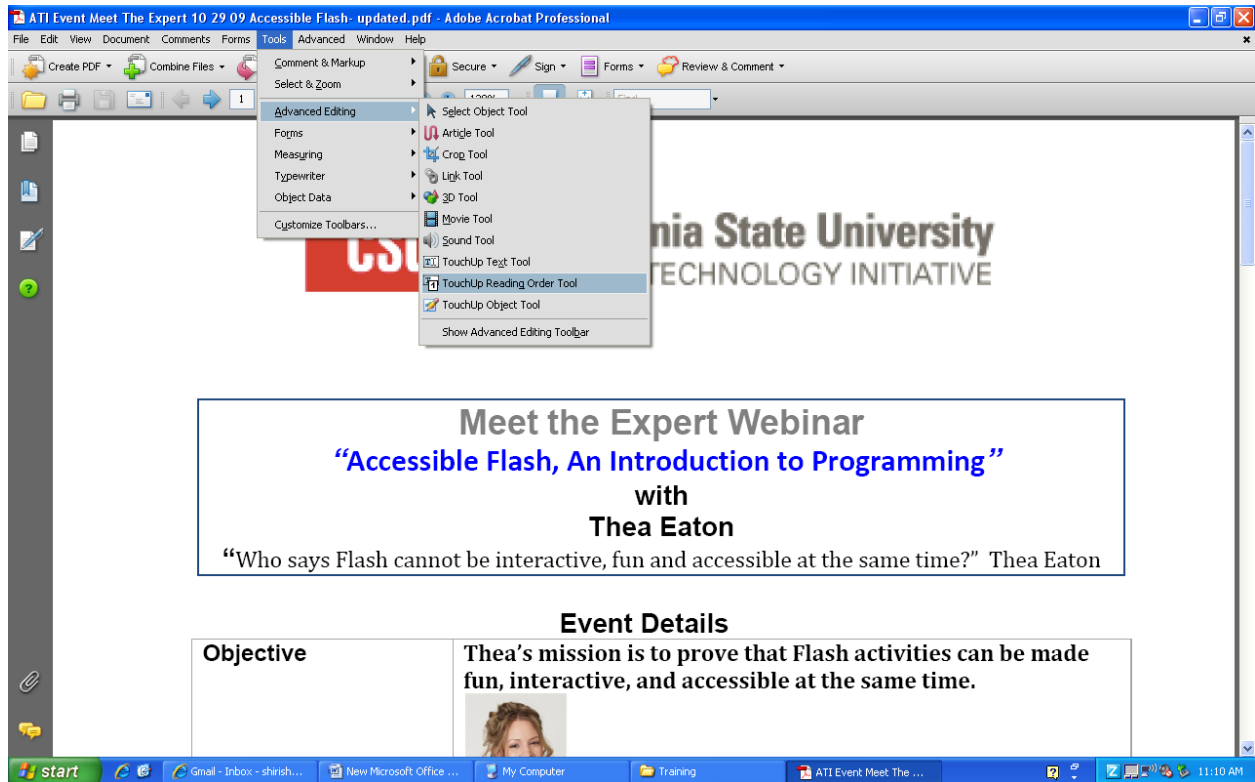 ATI Event Meet The Expert 10 29 09 Accessible Flash- updated.pdf - Adobe Acrobat Professional
File Edit View Document Comments Forms Tools Advanced Window Help
Create PDF Combine Files Secure Sign Forms Review & Comment
1
Comment & Markup
Select & Zoom
Advanced Editing
Forms
Measuring
Typewriter
Object Data
Customize Toolbars...
Select Object Tool
Article Tool
Crop Tool
Link Tool
3D Tool
Movie Tool
Sound Tool
TouchUp Text Tool
TouchUp Reading Order Tool
TouchUp Object Tool
Show Advanced Editing Toolbar
nia State University
TECHNOLOGY INITIATIVE
Meet the Expert Webinar
“Accessible Flash, An Introduction to Programming”
with
Thea Eaton
“Who says Flash cannot be interactive, fun and accessible at the same time?” Thea Eaton
Event Details
Objective
Thea’s mission is to prove that Flash activities can be made
fun, interactive, and accessible at the same time.
start Gmail - Inbox - shirish... New Microsoft Office ... My Computer Training ATI Event Meet The ... 11:10 AM